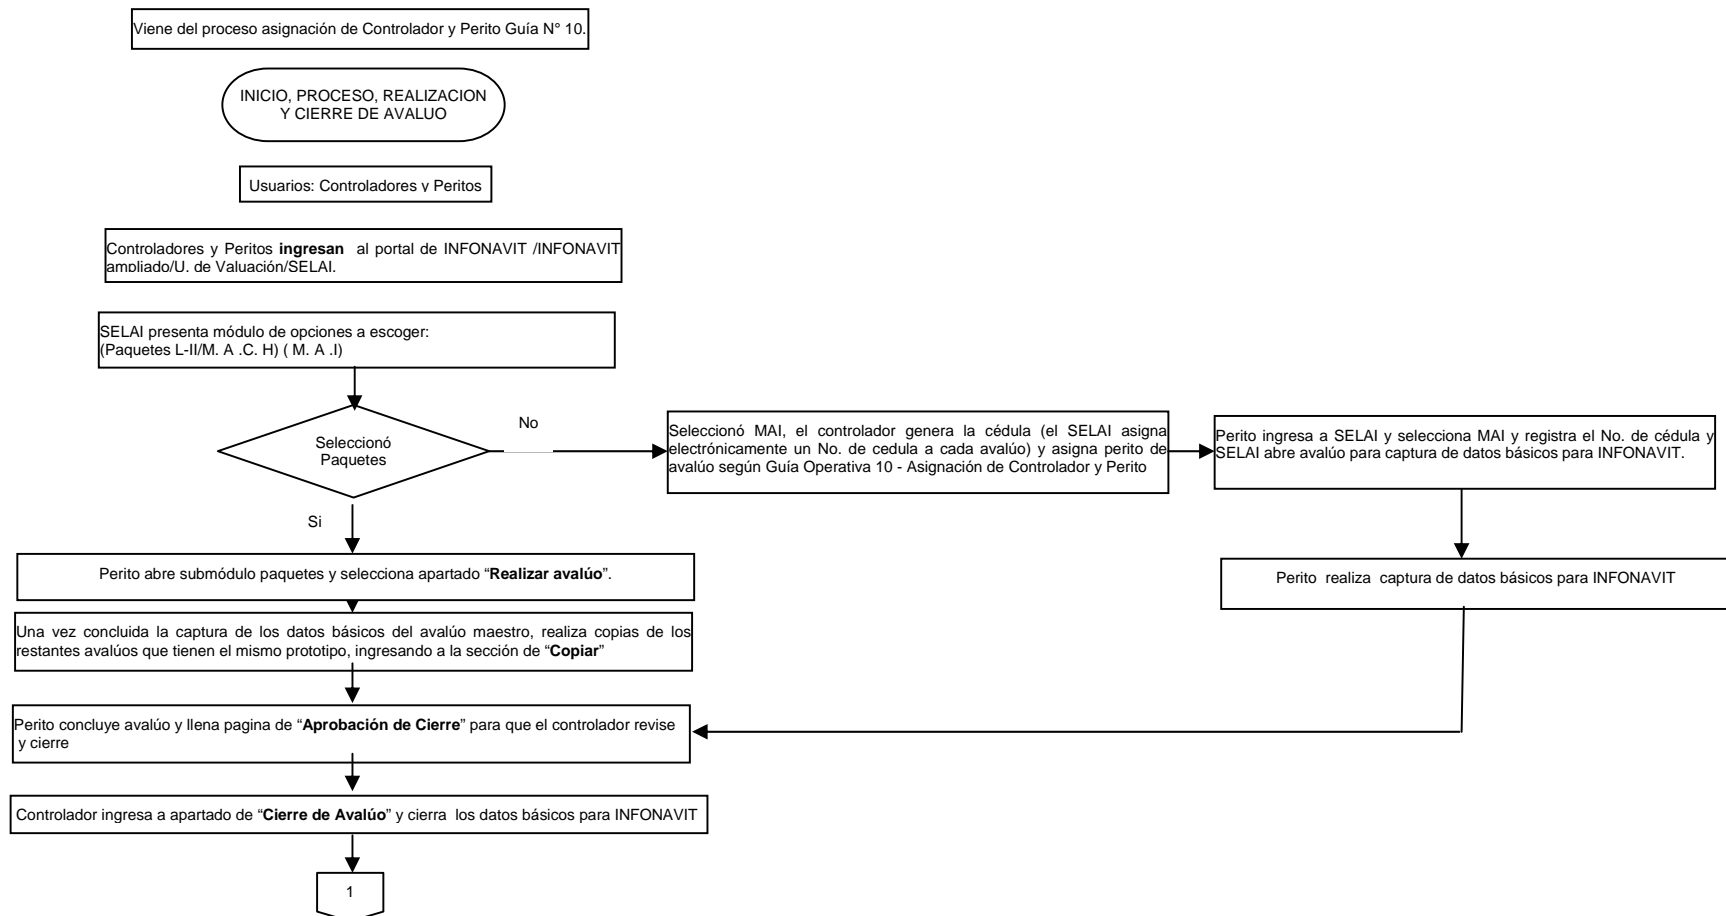 Viene del proceso asignación de Controlador y Perito Guía N° 10.
INICIO, PROCESO, REALIZACION
Y CIERRE DE AVALUO
Usuarios: Controladores y Peritos
Controladores y Peritos ingresan al portal de INFONAVIT /INFONAVIT
ampliado/U. de Valuación/SELAI.
SELAI presenta módulo de opciones a escoger:
(Paquetes L-II/M. A .C. H) ( M. A .I)
Seleccionó
Paquetes
No
Seleccionó MAI, el controlador genera la cédula (el SELAI asigna
electrónicamente un No. de cedula a cada avalúo) y asigna perito de
avalúo según Guía Operativa 10 - Asignación de Controlador y Perito
Perito ingresa a SELAI y selecciona MAI y registra el No. de cédula y
SELAI abre avalúo para captura de datos básicos para INFONAVIT.
Si
Perito abre submódulo paquetes y selecciona apartado “Realizar avalúo”.
Perito realiza captura de datos básicos para INFONAVIT
Una vez concluida la captura de los datos básicos del avalúo maestro, realiza copias de los
restantes avalúos que tienen el mismo prototipo, ingresando a la sección de “Copiar”
Perito concluye avalúo y llena pagina de “Aprobación de Cierre” para que el controlador revise
y cierre
Controlador ingresa a apartado de “Cierre de Avalúo” y cierra los datos básicos para INFONAVIT
1